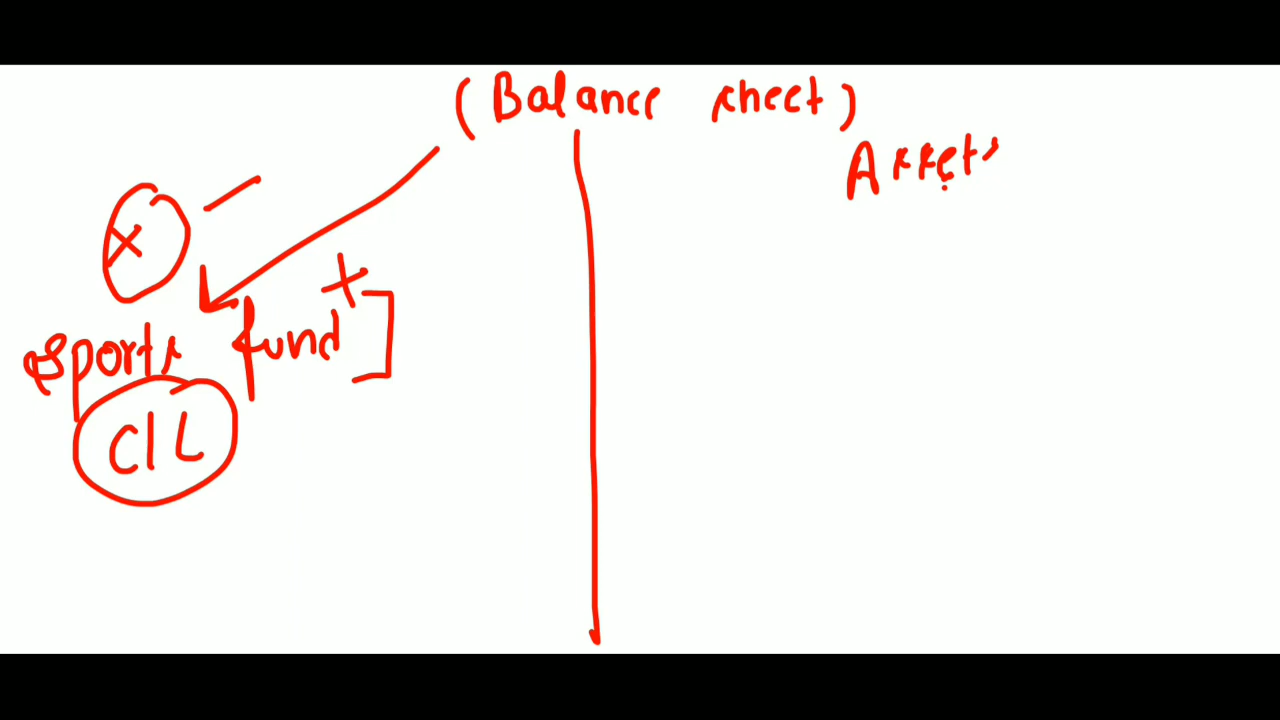 (Balance sheet)
Assets
X -
+
sports fund ]
C/L